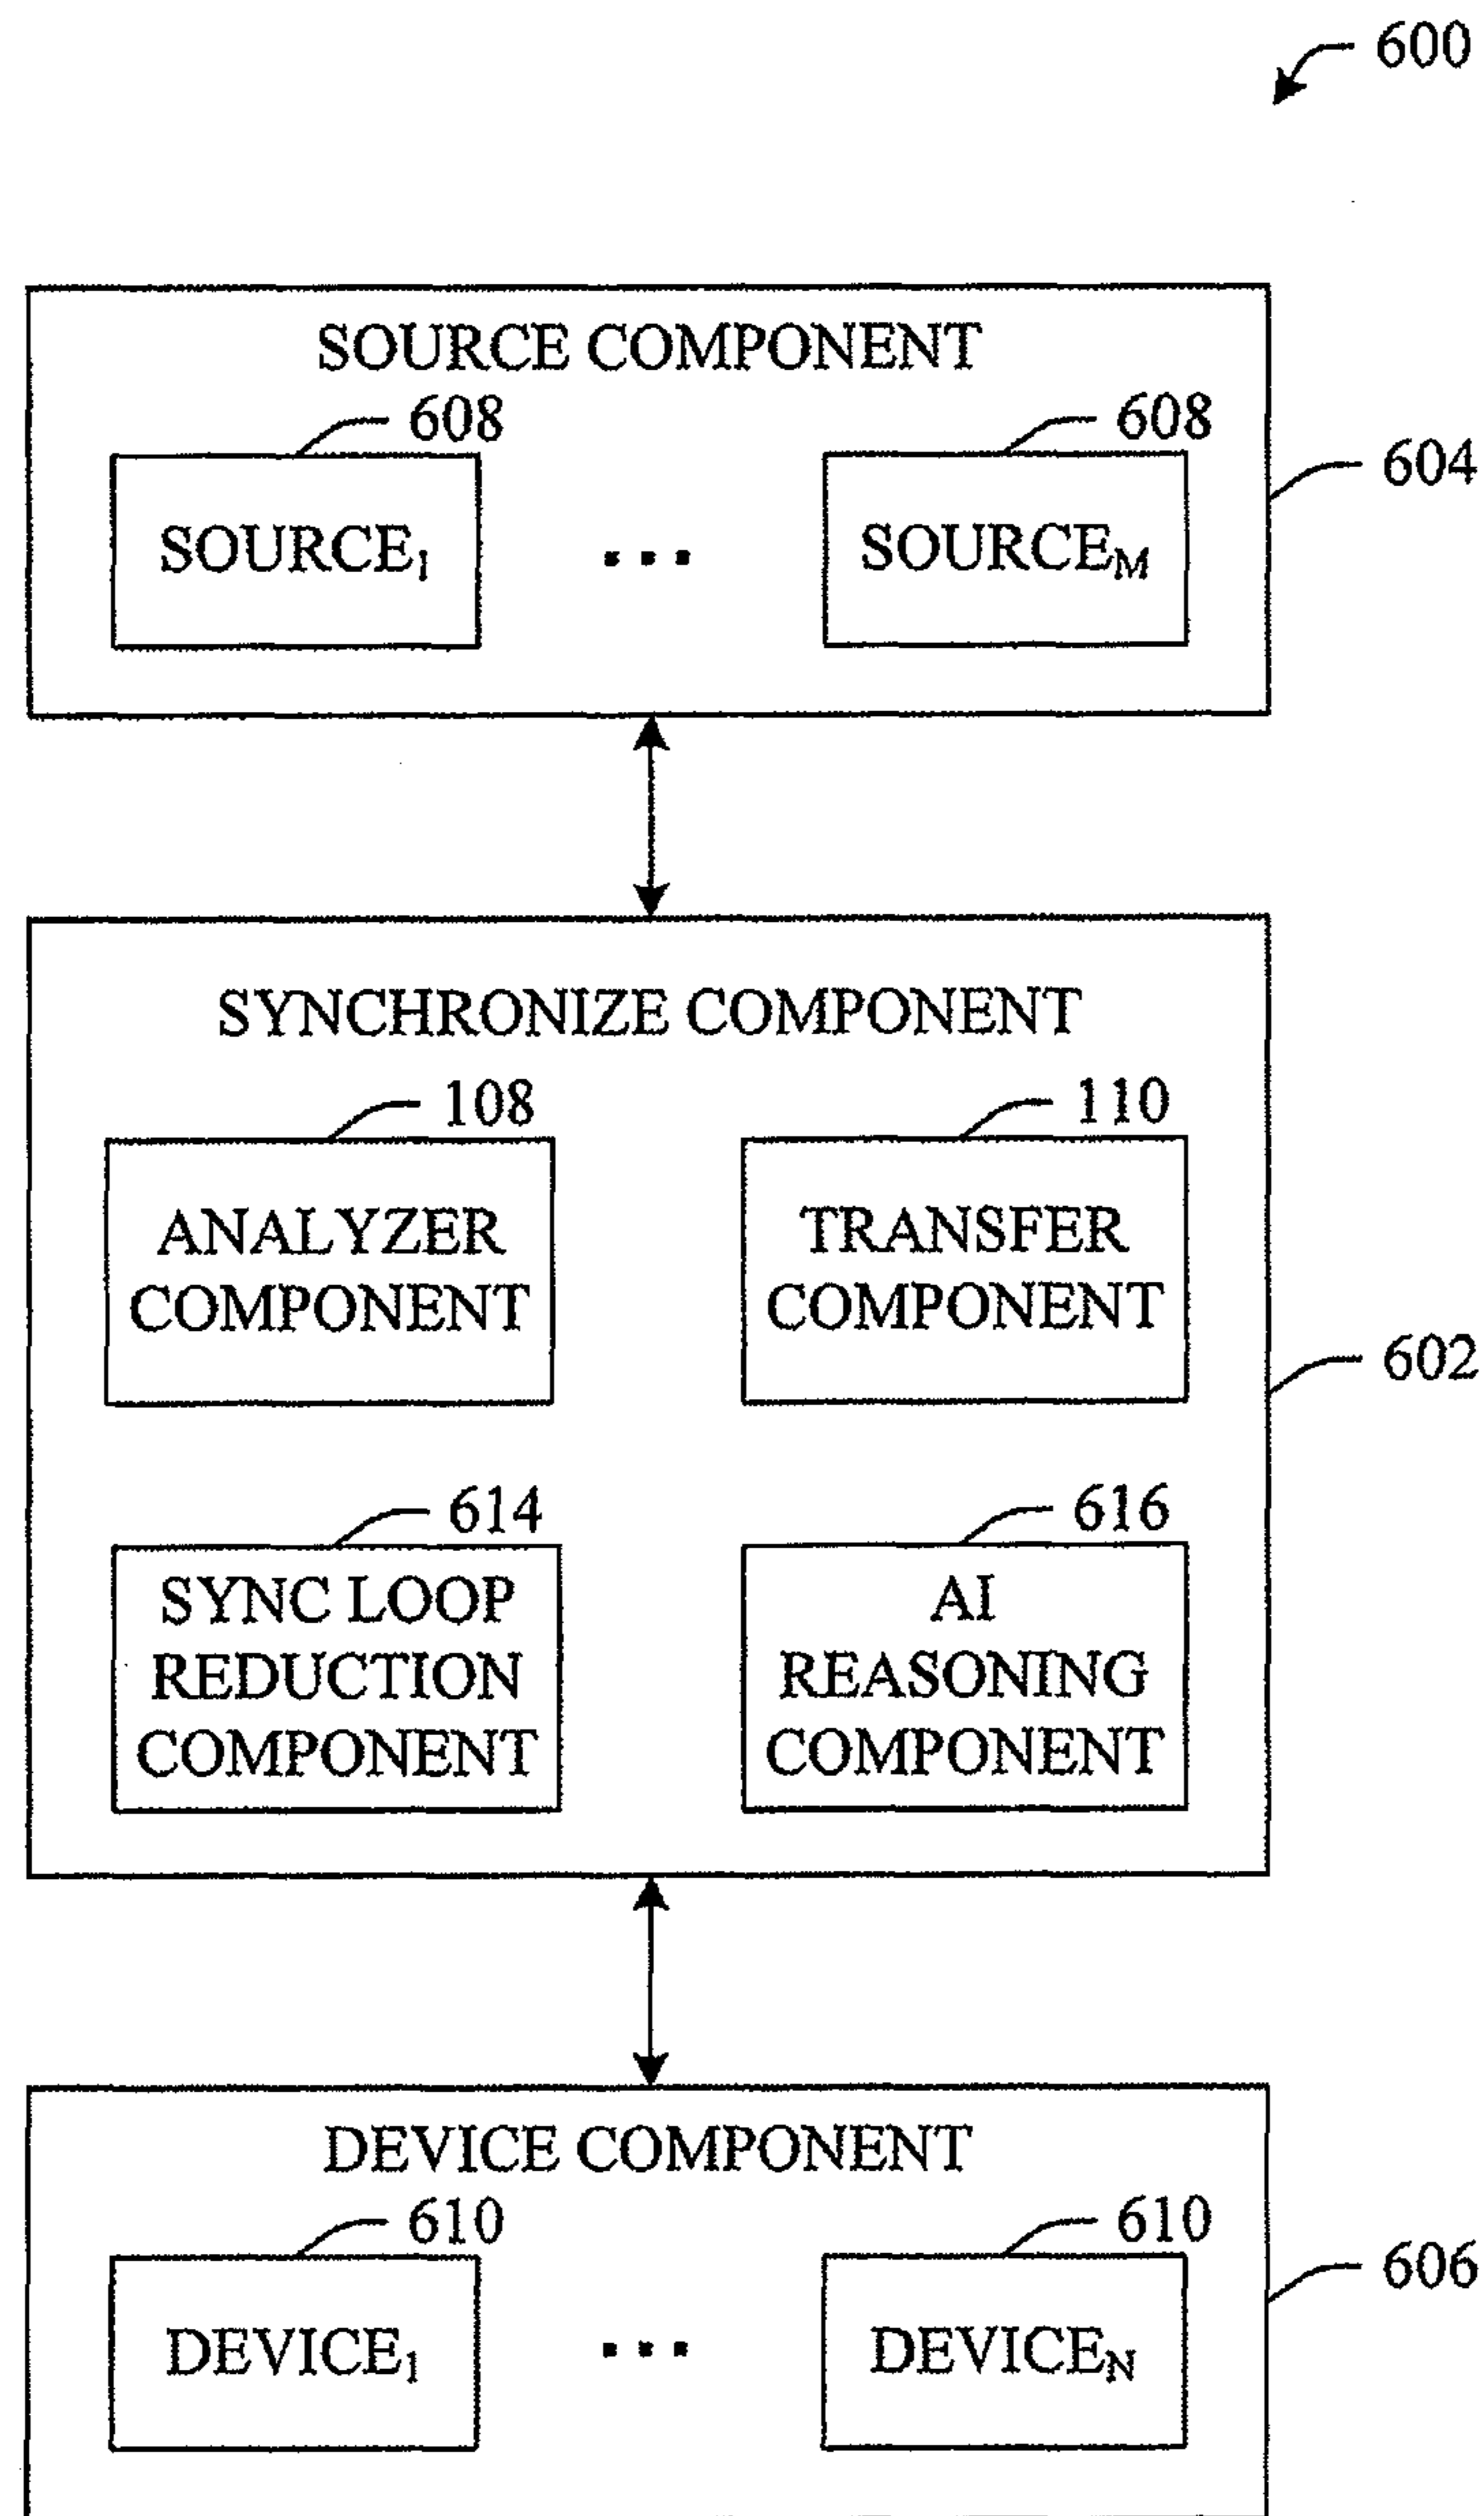 600
SOURCE COMPONENT
608 608
604
SOURCE₁ ... SOURCEM
SYNCHRONIZE COMPONENT
108 110
ANALYZER
COMPONENT
TRANSFER
COMPONENT
602
614 616
SYNC LOOP
REDUCTION
COMPONENT
AI
REASONING
COMPONENT
DEVICE COMPONENT
610 610
606
DEVICE₁ ... DEVICEN